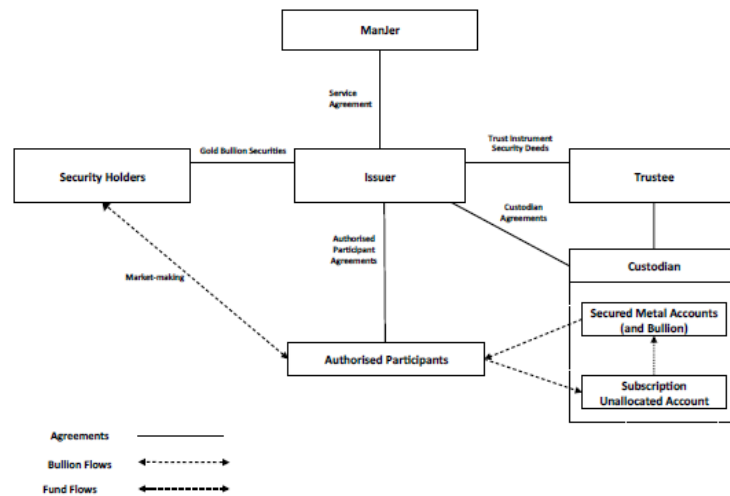 ManJer
Service
Agreement
Gold Bullion Securities
Trust Instrument
Security Deeds
Security Holders
Issuer
Trustee
Custodian
Agreements
Authorised
Participant
Agreements
Custodian
Market-making
Secured Metal Accounts
(and Bullion)
Authorised Participants
Subscription
Unallocated Account
Agreements
Bullion Flows
Fund Flows